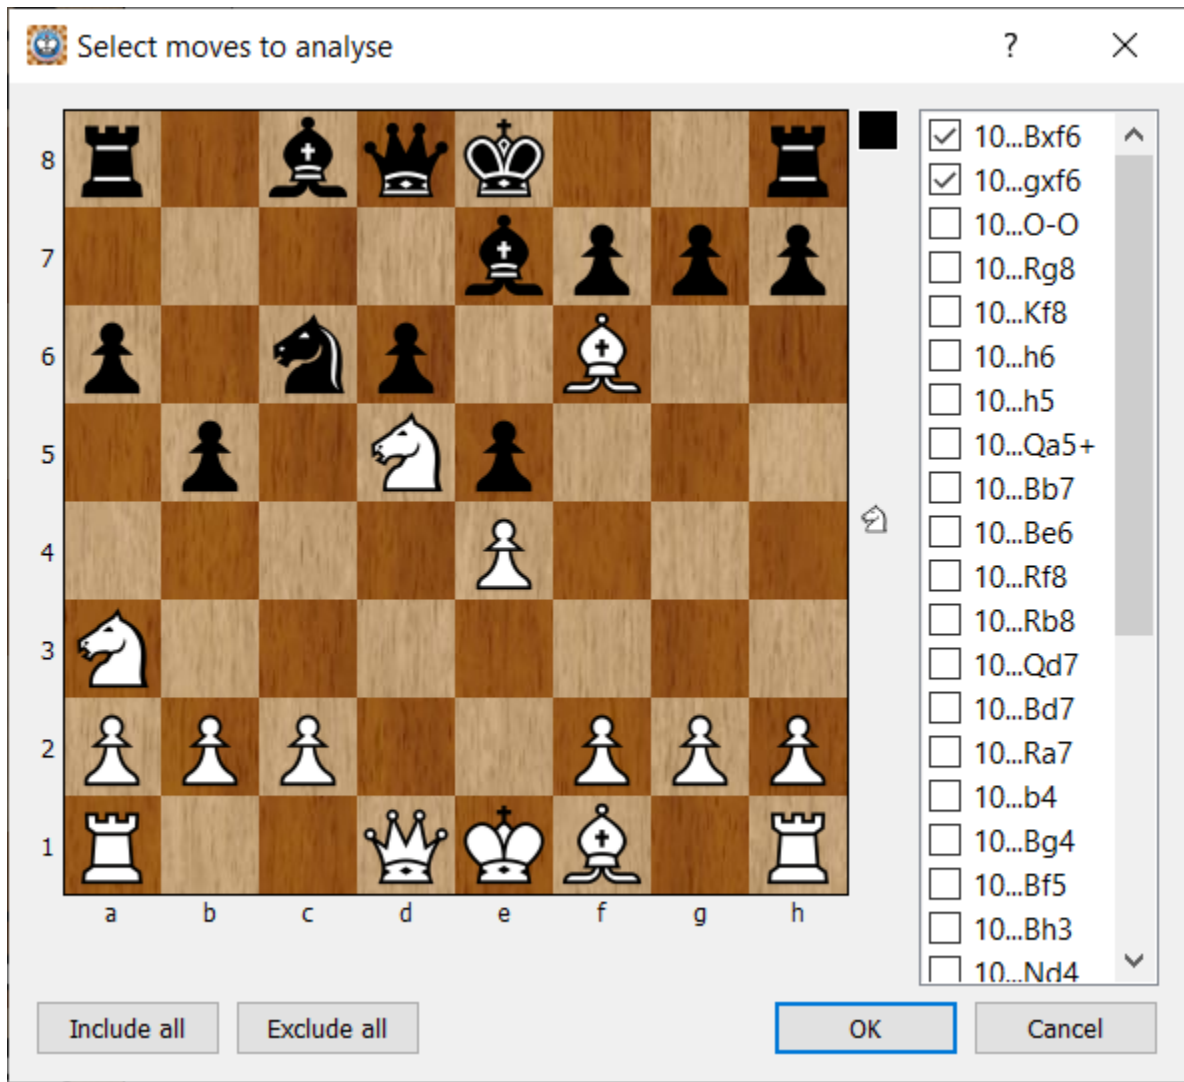 Select moves to analyse
?
8
7
6
5
4
3
2
1
a b c d e f g h
10...Bxf6
10...gxf6
10...O-O
10...Rg8
10...Kf8
10...h6
10...h5
10...Qa5+
10...Bb7
10...Be6
10...Rf8
10...Rb8
10...Qd7
10...Bd7
10...Ra7
10...b4
10...Bg4
10...Bf5
10...Bh3
10...Nd4
Include all
Exclude all
OK
Cancel